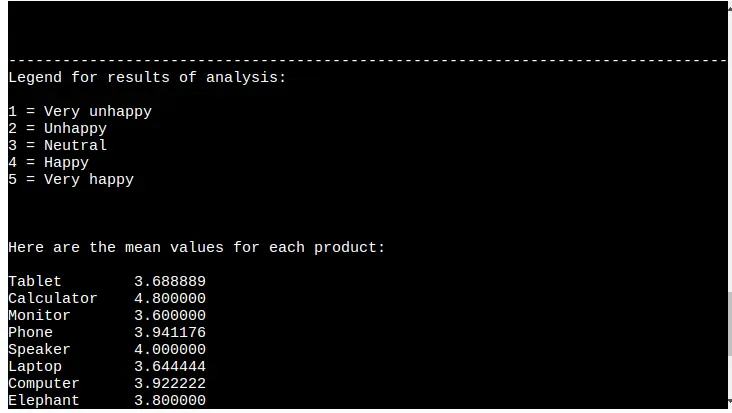 --------------------------------------------------------------------------------
Legend for results of analysis:
1 = Very unhappy
2 = Unhappy
3 = Neutral
4 = Happy
5 = Very happy
Here are the mean values for each product:
Tablet 3.688889
Calculator 4.800000
Monitor 3.600000
Phone 3.941176
Speaker 4.000000
Laptop 3.644444
Computer 3.922222
Elephant 3.800000